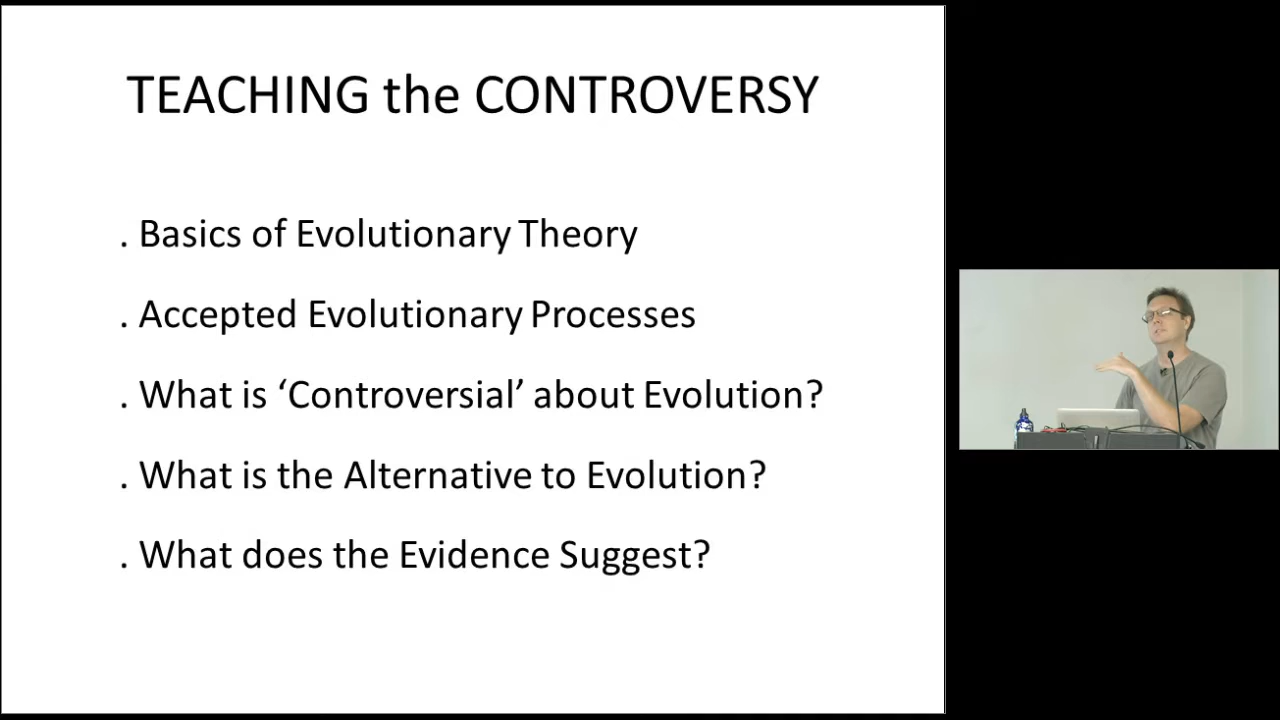 TEACHING the CONTROVERSY
. Basics of Evolutionary Theory
. Accepted Evolutionary Processes
. What is ‘Controversial’ about Evolution?
. What is the Alternative to Evolution?
. What does the Evidence Suggest?